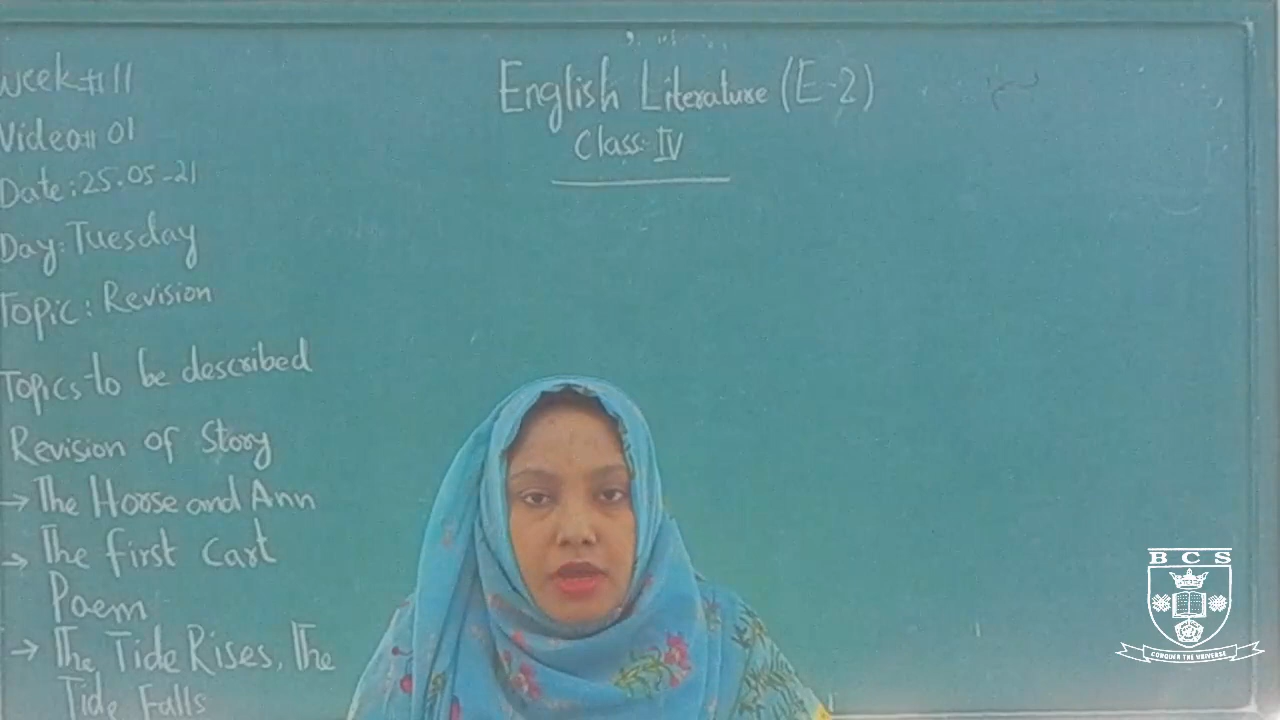 English Literature (E-2)
Class: IV
Week # 11
Video # 01
Date: 25.05-21
Day: Tuesday
Topic: Revision
Topics to be described
Revision of Story
→ The Horse and Ann
→ The first Cart
Poem
→ The Tide Rises, The
Tide Falls
BCS
CONQUER THE UNIVERSE